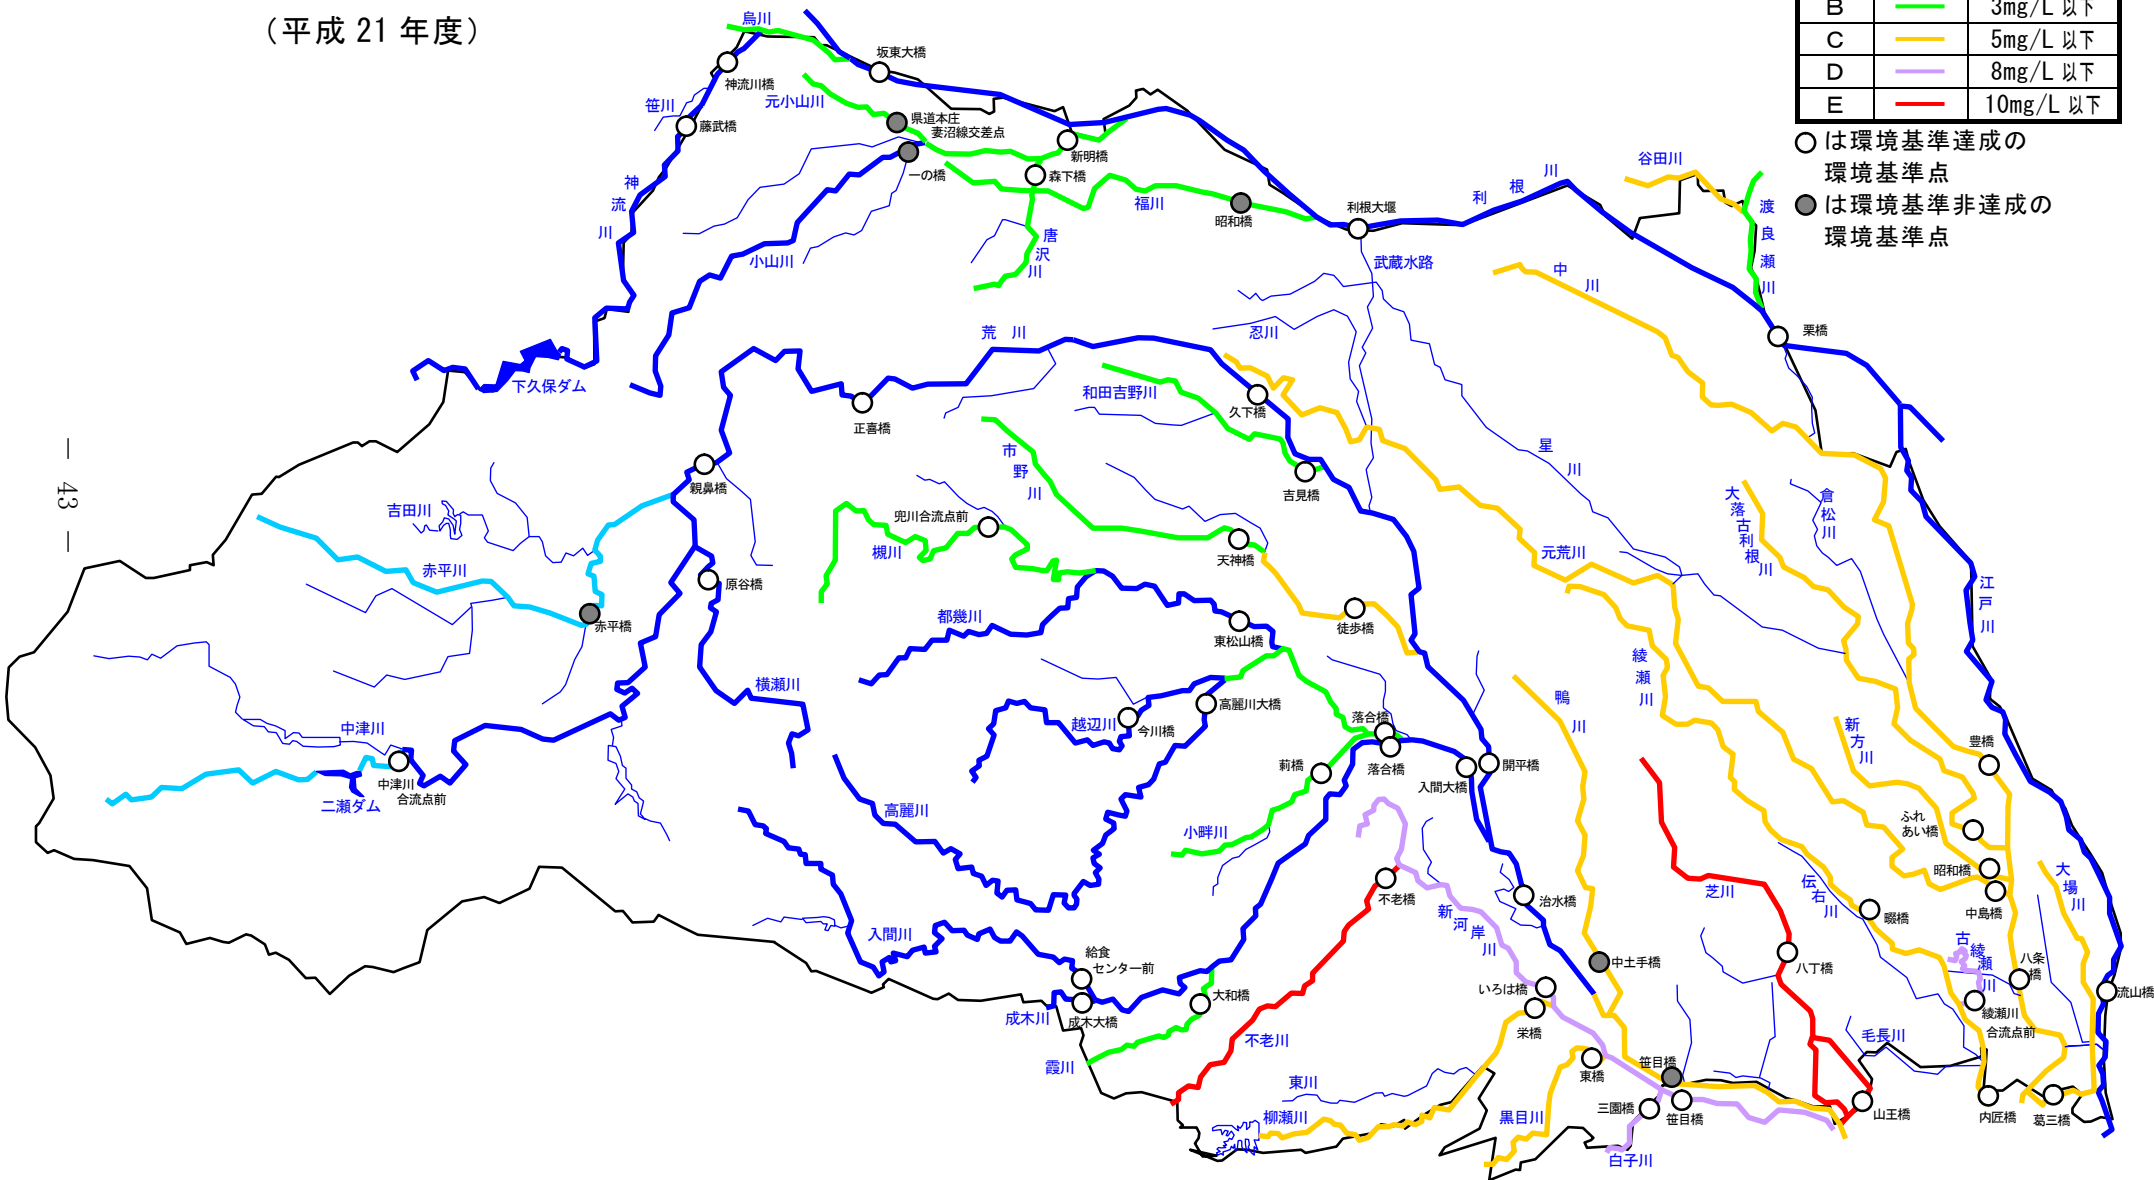 (平成 21 年度)
B 3mg/L 以下
C 5mg/L 以下
D 8mg/L 以下
E 10mg/L 以下
○ は環境基準達成の
環境基準点
● は環境基準非達成の
環境基準点
烏川
坂東大橋
神流川橋
元小山川
笹川
藤武橋
県道本庄
妻沼線交差点
一の橋
新明橋
森下橋
神流川
小山川
福川
昭和橋
唐沢川
利根大堰
利根川
谷田川
渡良瀬川
武蔵水路
中川
栗橋
荒川
忍川
下久保ダム
和田吉野川
久下橋
正喜橋
市野川
吉見橋
星川
親鼻橋
大落古利根川
倉松川
吉田川
兜川合流点前
槻川
天神橋
元荒川
赤平川
原谷橋
赤平橋
都幾川
東松山橋
徒歩橋
江戸川
綾瀬川
横瀬川
高麗川大橋
越辺川
今川橋
落合橋
落合橋
鴨川
新方川
豊橋
中津川
中津川
合流点前
二瀬ダム
莂橋
入間大橋
開平橋
高麗川
小畔川
ふれ
あい橋
昭和橋
中島橋
大場川
不老橋
芝川
伝右川
畷橋
治水橋
新河岸川
入間川
給食
センター前
中土手橋
八丁橋
古綾瀬川
八条
橋
いろは橋
大和橋
成木川
成木大橋
栄橋
綾瀬川
合流点前
流山橋
不老川
毛長川
霞川
東川
東橋
笹目橋
三園橋
笹目橋
山王橋
内匠橋
葛三橋
柳瀬川
黒目川
白子川
— 43 —